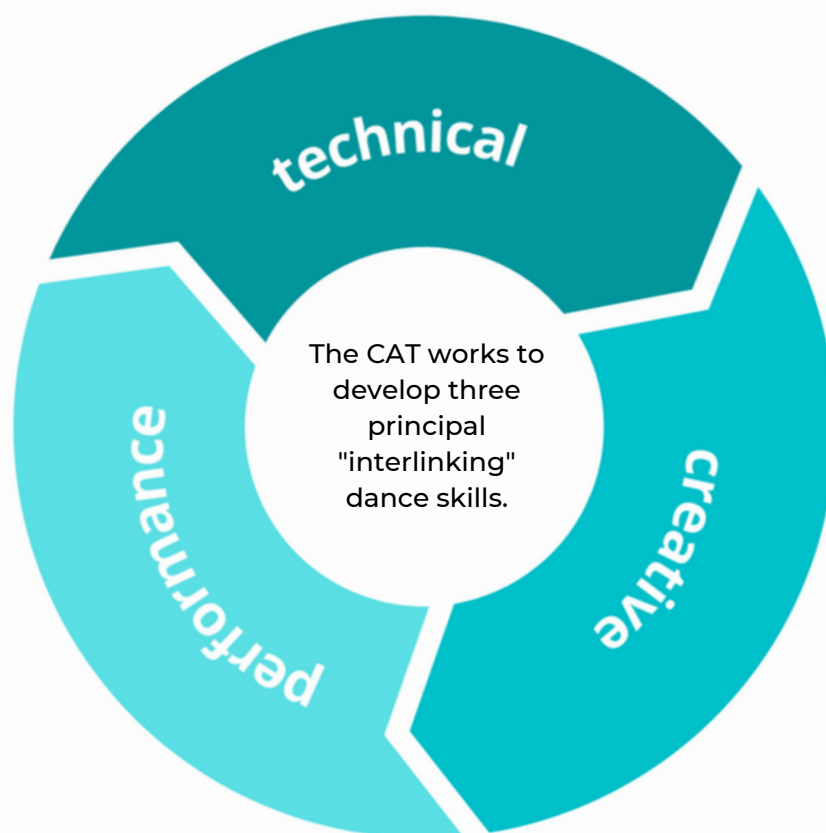 technical
The CAT works to
develop three
principal
"interlinking"
dance skills.
creative
performance